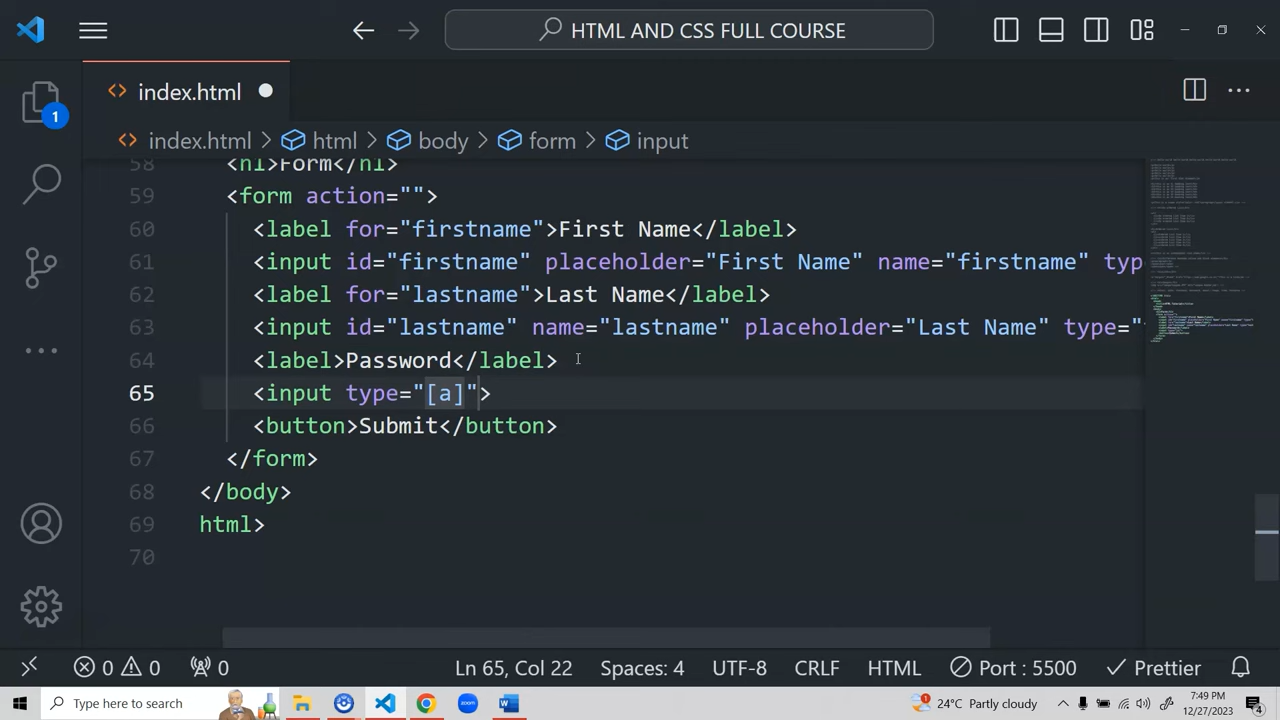 HTML AND CSS FULL COURSE
index.html
1
index.html > html > body > form > input
58 <h1>Form</h1>
59 <form action="">
60 <label for="firstname">First Name</label>
61 <input id="firstname" placeholder="First Name" name="firstname" typ
62 <label for="lastname">Last Name</label>
63 <input id="lastname" name="lastname" placeholder="Last Name" type="
64 <label>Password</label>
65 <input type="[a]">
66 <button>Submit</button>
67 </form>
68 </body>
69 html>
70
0 0 0 Ln 65, Col 22 Spaces: 4 UTF-8 CRLF HTML Port : 5500 Prettier
Type here to search zoom W 1 24°C Partly cloudy 7:49 PM
12/27/2023 4